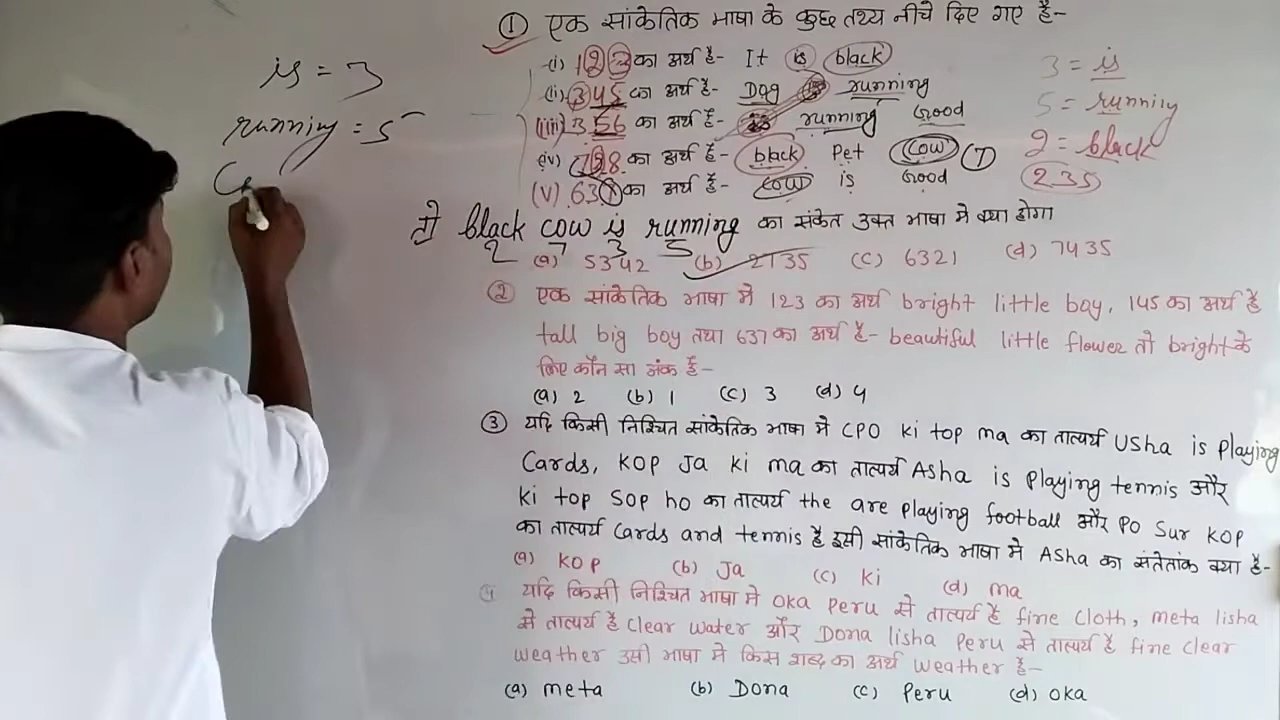 ① एक सांकेतिक भाषा के कुछ तथ्य नीचे दिए गए है-
(i) 123 का अर्थ है- It is black
(ii) 345 का अर्थ है- Dog running
(iii) 356 का अर्थ है- running Good
(iv) 728 का अर्थ है- black Pet COW 7
(V) 637 का अर्थ है- COW is Good
तो black cow is running का संकेत उक्त भाषा मे क्या होगा
2 7 3 5
(a) 5342 (b) 2735 (c) 6321 (d) 7435
② एक सांकेतिक भाषा मे 123 का अर्थ bright little boy, 145 का अर्थ है
tall big boy तथा 637 का अर्थ है- beautiful little flower तो bright के
लिए कौन सा अंक है-
(a) 2 (b) 1 (c) 3 (d) 4
③ यदि किसी निश्चित सांकेतिक भाषा मे CPO ki top ma का तात्पर्य Usha is playing
Cards, KOP Ja ki ma का तात्पर्य Asha is playing tennis और
ki top Sop ho का तात्पर्य the are playing football और PO Sur KOP
का तात्पर्य Cards and tennis है इसी सांकेतिक भाषा मे Asha का संतेतांक क्या है-
(a) KOP (b) Ja (c) Ki (d) ma
4 यदि किसी निश्चित भाषा मे Oka Peru से तात्पर्य है fine Cloth, meta lisha
से तात्पर्य है Clear Water और Dona lisha Peru से तात्पर्य है fine clear
Weather उसी भाषा मे किस शब्द का अर्थ Weather है-
(a) meta (b) Dona (c) Peru (d) Oka
is = 3
running = 5
3 = is
5 = running
2 = black
235